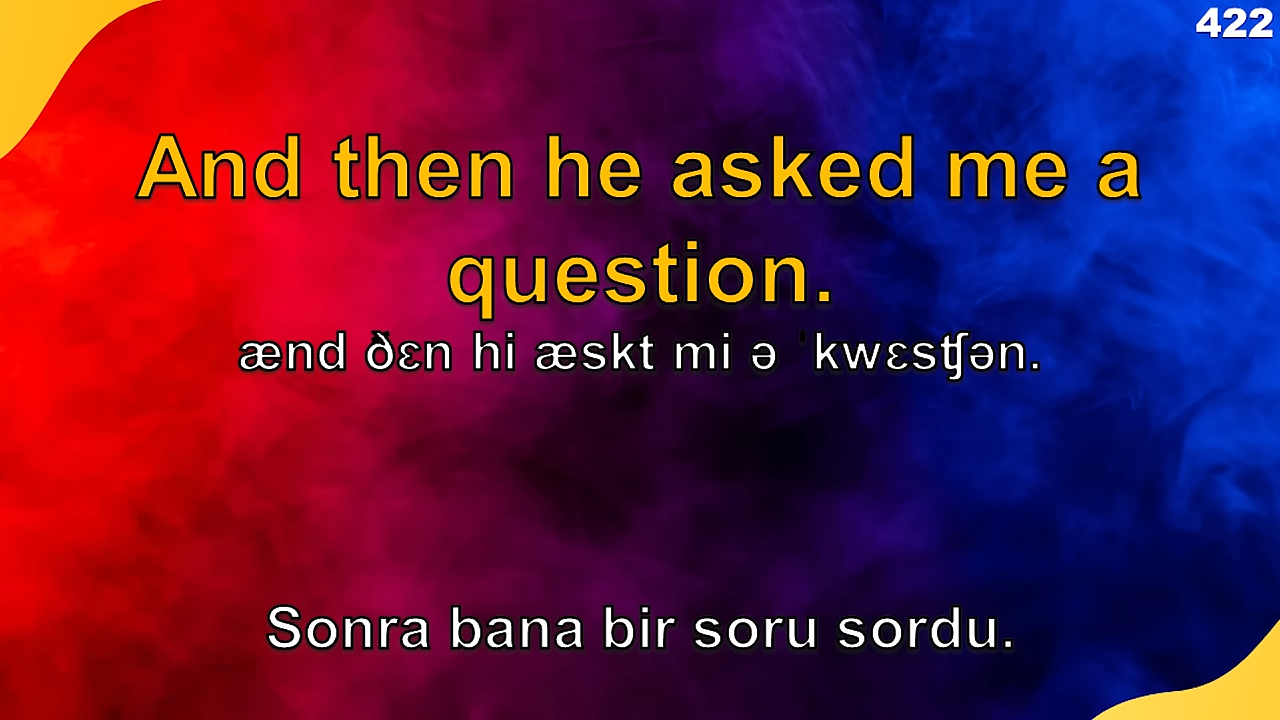 422
And then he asked me a
question.
ænd ðɛn hi æskt mi ə ˈkwɛsʧən.
Sonra bana bir soru sordu.